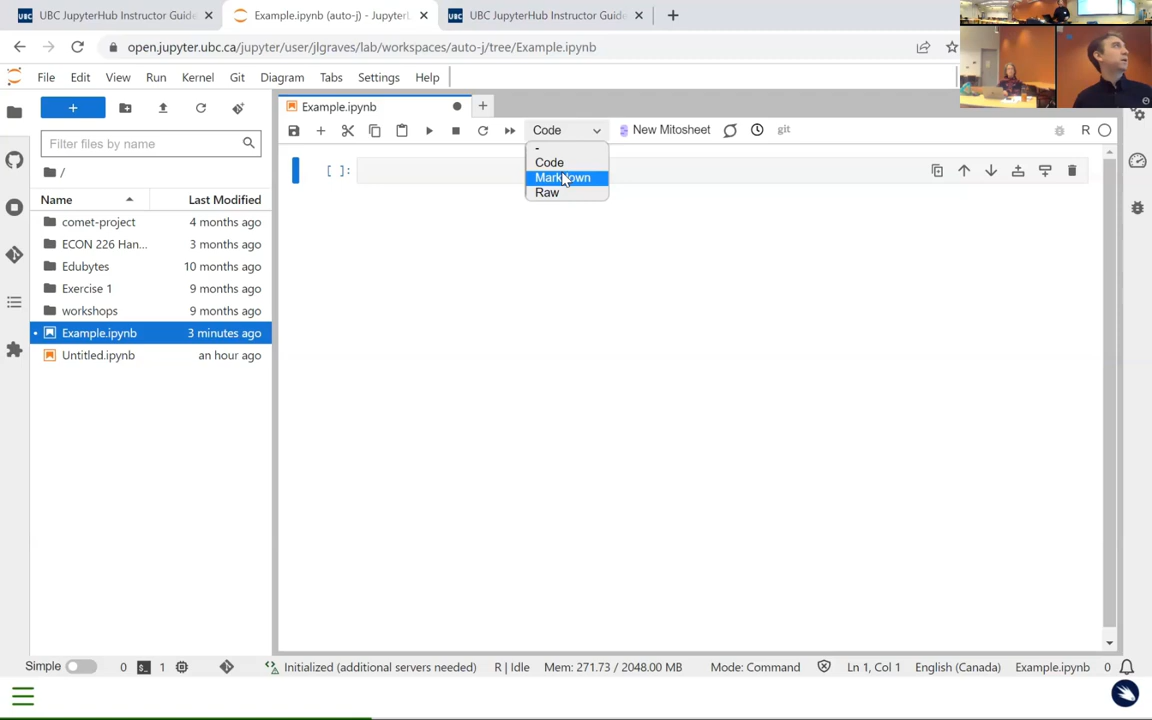 UBC UBC JupyterHub Instructor Guide
Example.ipynb (auto-j) - JupyterL
UBC UBC JupyterHub Instructor Guide
open.jupyter.ubc.ca/jupyter/user/jlgraves/lab/workspaces/auto-j/tree/Example.ipynb
File Edit View Run Kernel Git Diagram Tabs Settings Help
Example.ipynb
Code New Mitosheet git R
Filter files by name
/
Name Last Modified
comet-project 4 months ago
ECON 226 Han... 3 months ago
Edubytes 10 months ago
Exercise 1 9 months ago
workshops 9 months ago
Example.ipynb 3 minutes ago
Untitled.ipynb an hour ago
[ ]:
-
Code
Markdown
Raw
Simple 0 1 Initialized (additional servers needed) R | Idle Mem: 271.73 / 2048.00 MB Mode: Command Ln 1, Col 1 English (Canada) Example.ipynb 0